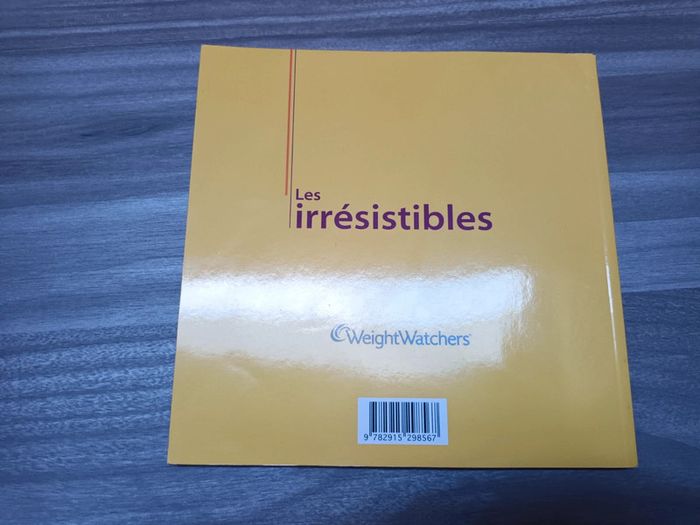 Les
irrésistibles
WeightWatchers
9 782915 298567